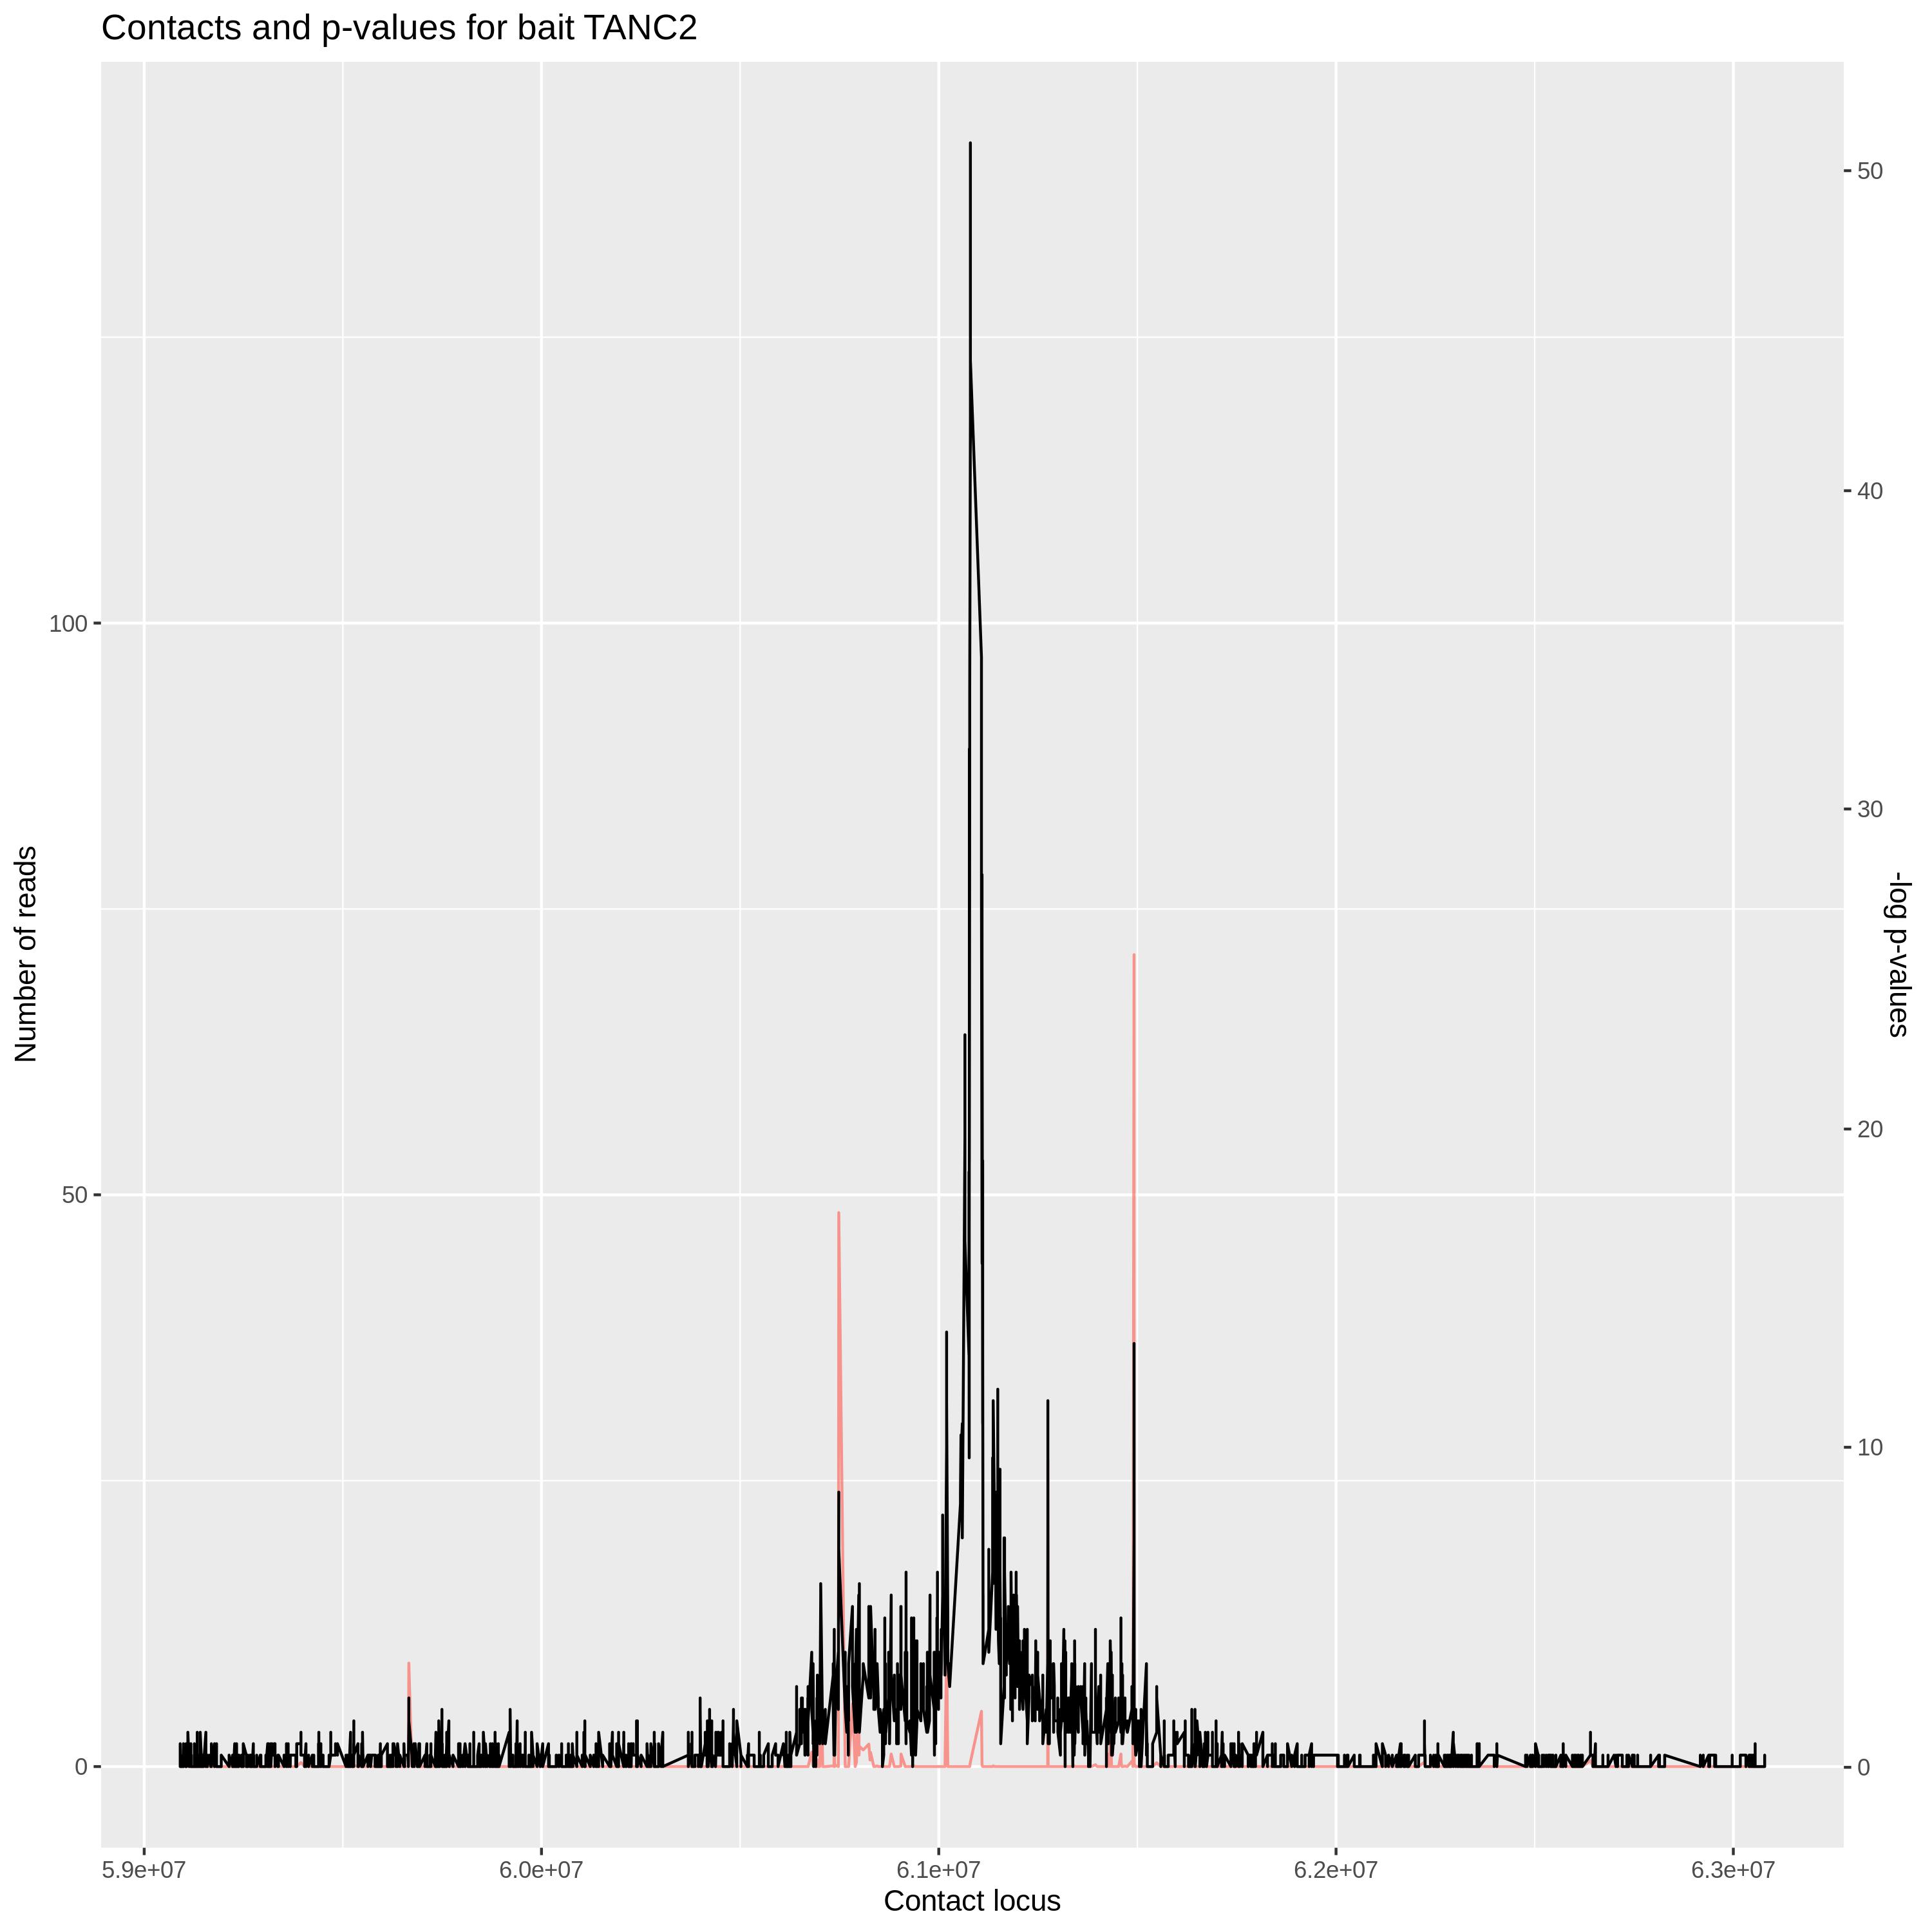 Contacts and p-values for bait TANC2
50
40
100
30
Number of reads
-log p-values
20
50
10
0
0
5.9e+07
6.0e+07
6.1e+07
6.2e+07
6.3e+07
Contact locus